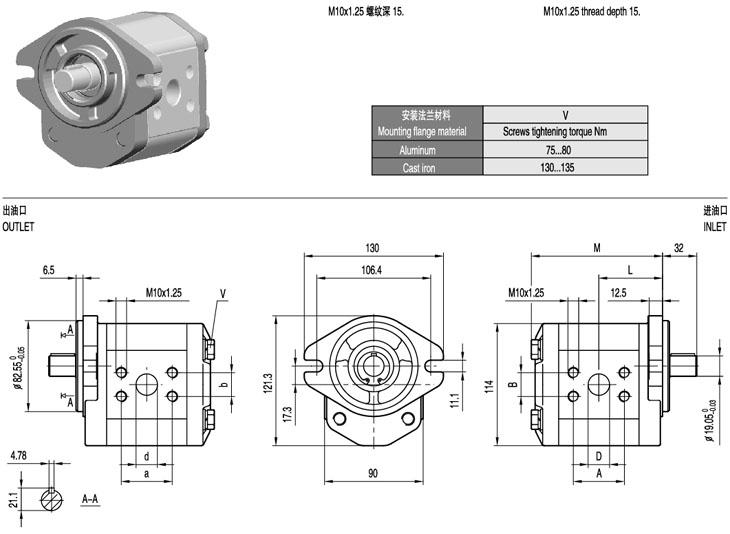 M10x1.25 螺纹深 15.
M10x1.25 thread depth 15.
安装法兰材料
Mounting flange material
V
Screws tightening torque Nm
Aluminum
75...80
Cast iron
130...135
出油口
OUTLET
进油口
INLET
6.5
M10x1.25
V
A
A
ø 82.55 0 -0.05
b
d
a
4.78
21.1
A-A
130
106.4
121.3
17.3
11.1
90
M
32
L
M10x1.25
12.5
114
B
D
A
ø 19.05 0 -0.03